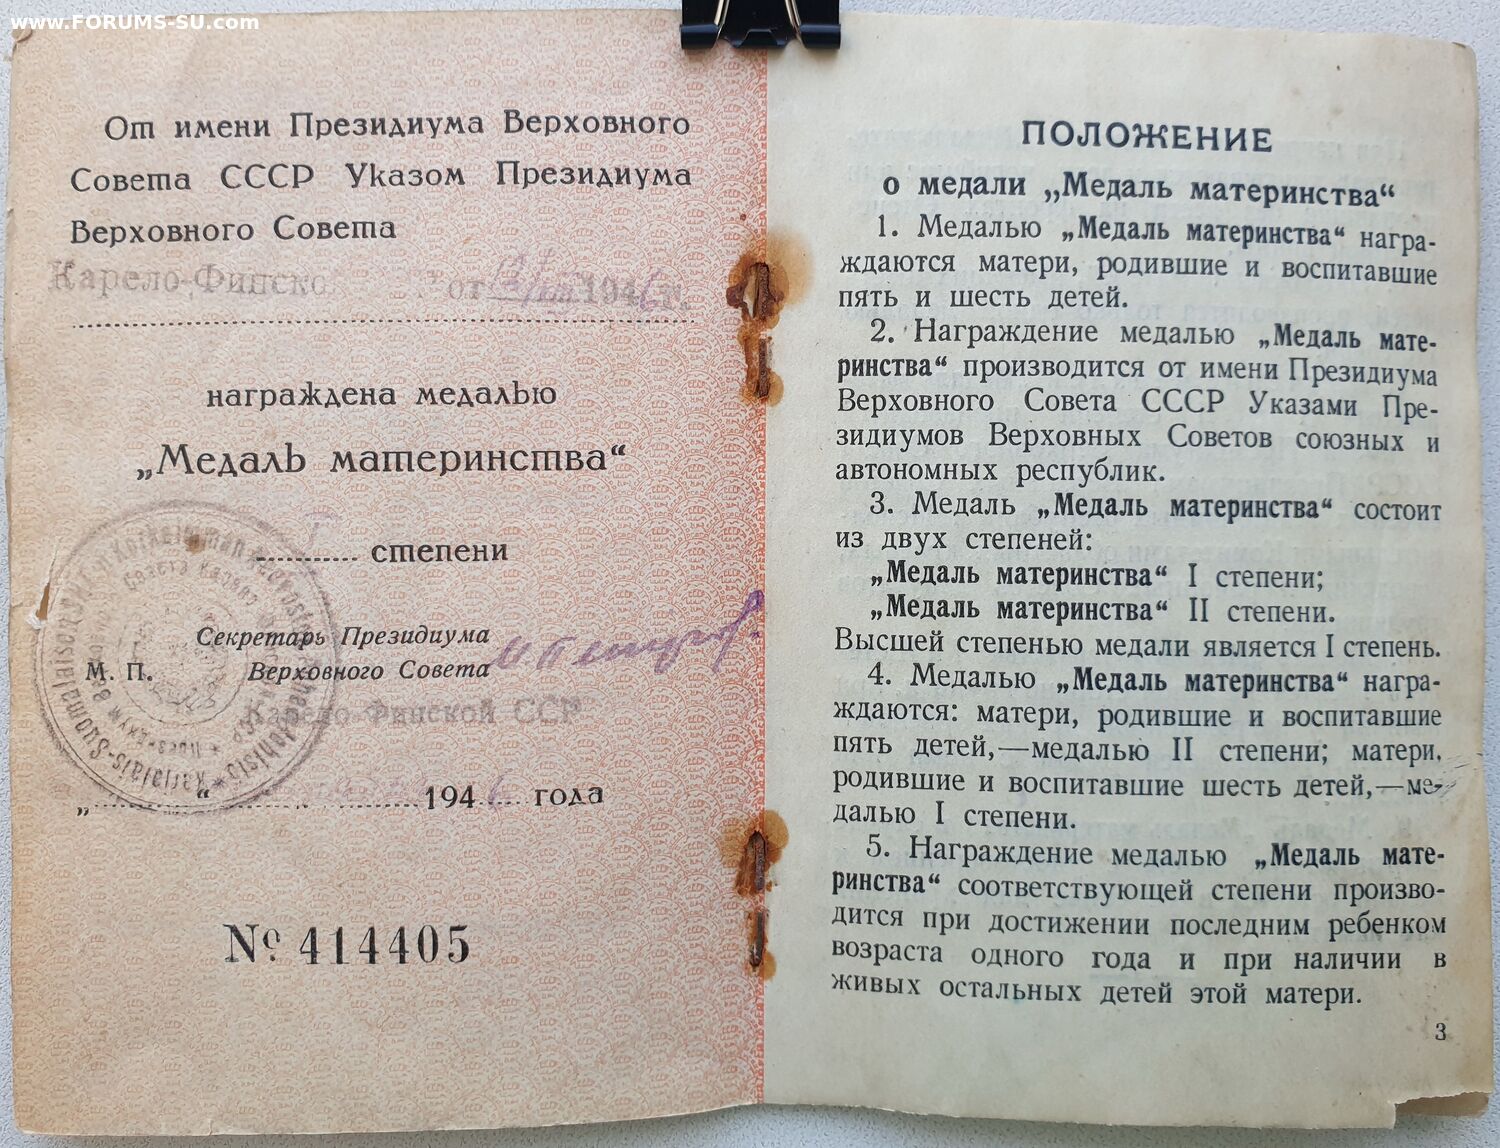 www.FORUMS-SU.com
От имени Президиума Верховного
Совета СССР Указом Президиума
Верховного Совета
Карело-Финско от 194 г.
награждена медалью
„Медаль материнства“
степени
Секретарь Президиума
М. П. Верховного Совета
Карело-Финской ССР
„ “ 194 года
№ 414405
ПОЛОЖЕНИЕ
о медали „Медаль материнства“
1. Медалью „Медаль материнства“ награ-
ждаются матери, родившие и воспитавшие
пять и шесть детей.
2. Награждение медалью „Медаль мате-
ринства“ производится от имени Президиума
Верховного Совета СССР Указами Пре-
зидиумов Верховных Советов союзных и
автономных республик.
3. Медаль „Медаль материнства“ состоит
из двух степеней:
„Медаль материнства“ I степени;
„Медаль материнства“ II степени.
Высшей степенью медали является I степень.
4. Медалью „Медаль материнства“ награ-
ждаются: матери, родившие и воспитавшие
пять детей,—медалью II степени; матери,
родившие и воспитавшие шесть детей,—ме-
далью I степени.
5. Награждение медалью „Медаль мате-
ринства“ соответствующей степени произво-
дится при достижении последним ребенком
возраста одного года и при наличии в
живых остальных детей этой матери.
3